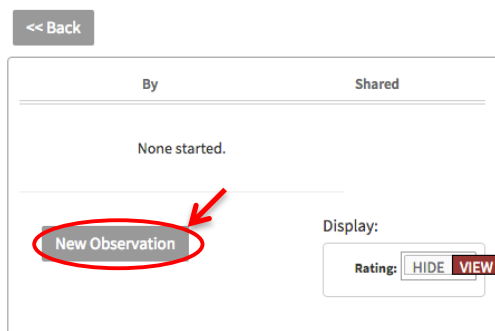 << Back
By Shared
None started.
New Observation
Display:
Rating: HIDE VIEW